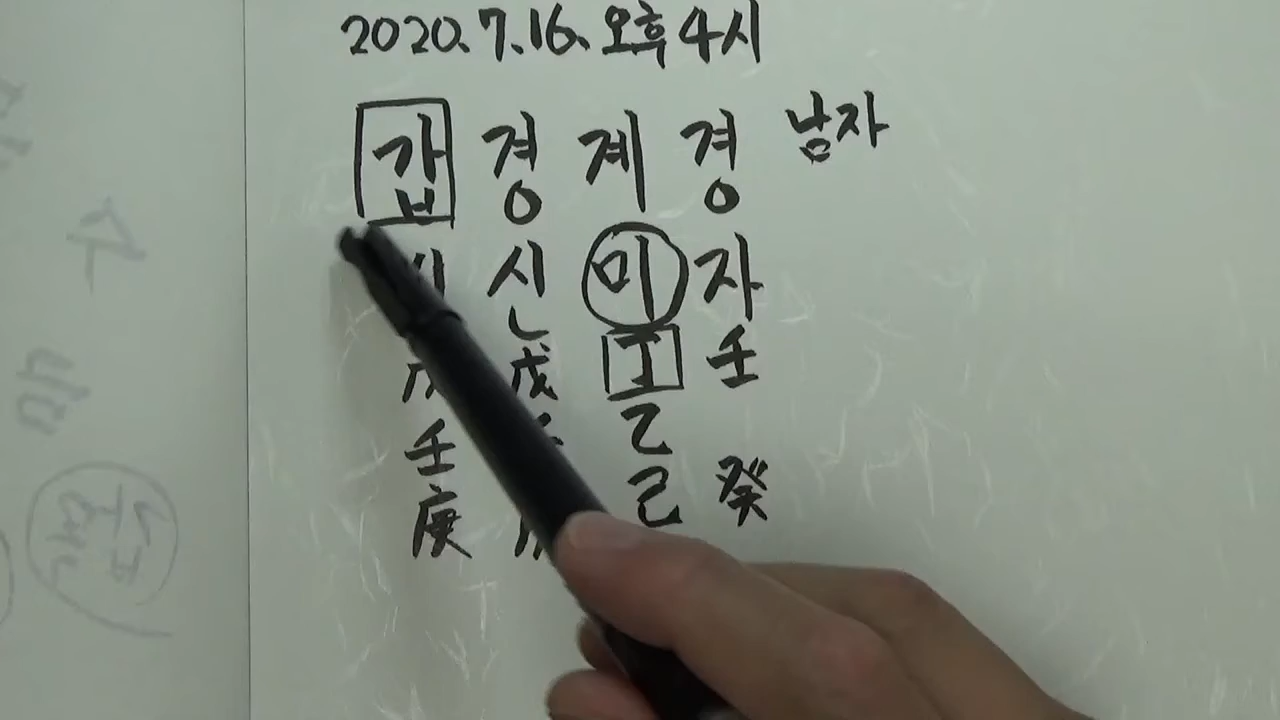 2020.7.16. 오후 4시
갑 경 계 경 남자
신 미 자
戊 丁 壬
壬 乙
庚 己 癸